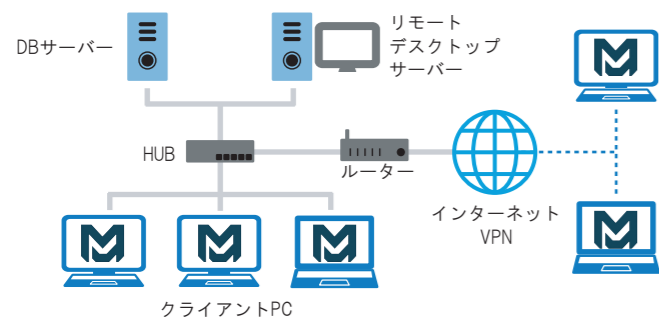 DBサーバー
リモート
デスクトップ
サーバー
HUB
ルーター
インターネット
VPN
クライアントPC